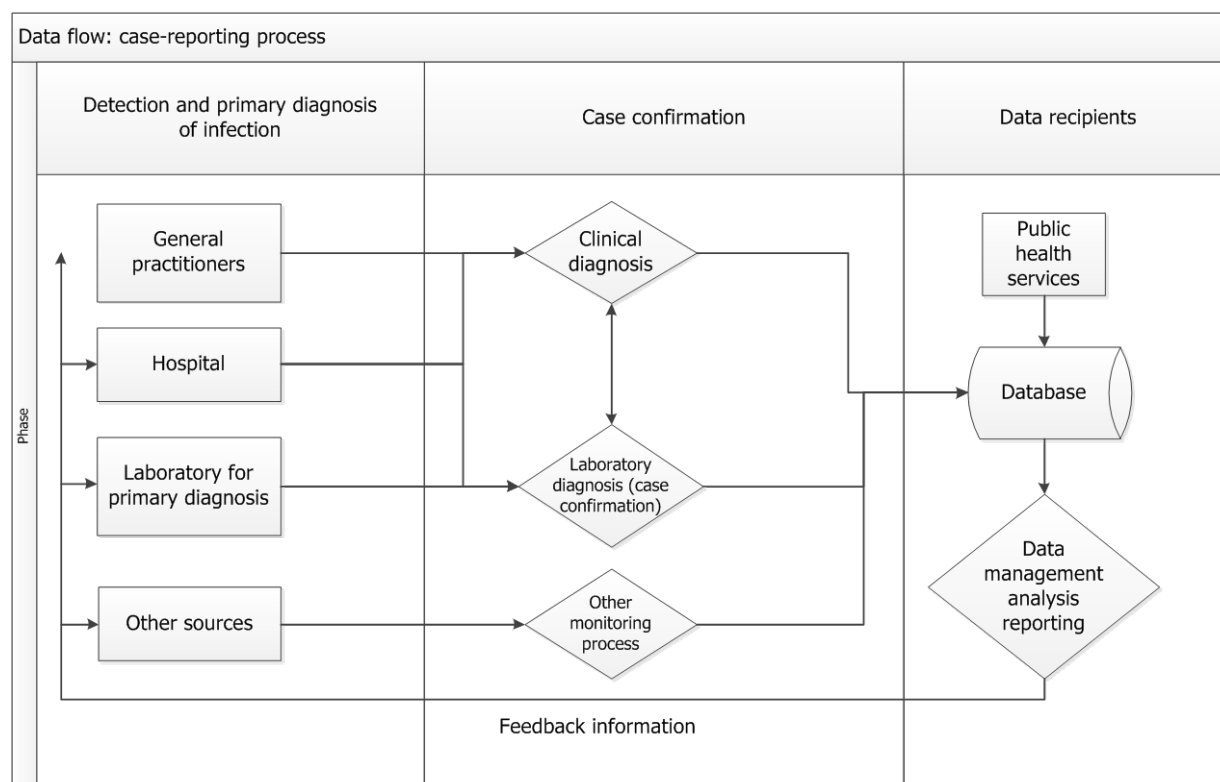 Data flow: case-reporting process
Phase
Detection and primary diagnosis
of infection
Case confirmation
Data recipients
General
practitioners
Clinical
diagnosis
Public
health
services
Hospital
Database
Laboratory for
primary diagnosis
Laboratory
diagnosis (case
confirmation)
Data
management
analysis
reporting
Other sources
Other
monitoring
process
Feedback information